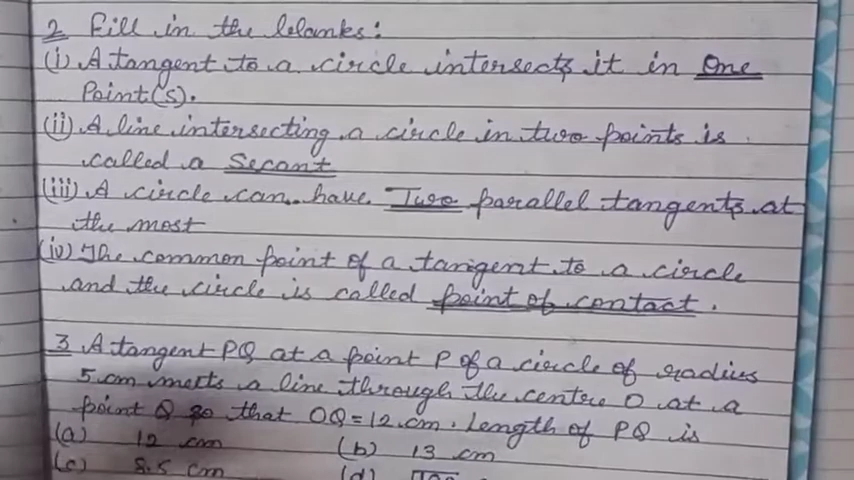 2 Fill in the blanks:
(i) A tangent to a circle intersects it in One
Point(s).
(ii) A line intersecting a circle in two points is
called a Secant
(iii) A circle can have Two parallel tangents at
the most
(iv) The common point of a tangent to a circle
and the circle is called point of contact.
3 A tangent PQ at a point P of a circle of radius
5 cm meets a line through the centre O at a
point Q so that OQ = 12 cm. Length of PQ is
(a) 12 cm (b) 13 cm
(c) 8.5 cm (d)